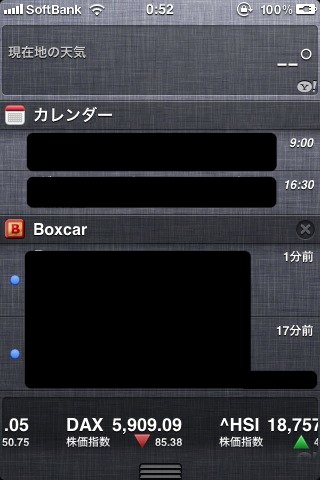 SoftBank 0:52 100%
現在地の天気
__°
Y!
カレンダー
9:00
16:30
B Boxcar
1分前
17分前
.05 DAX 5,909.09 ^HSI 18,757
50.75 株価指数 85.38 株価指数 4